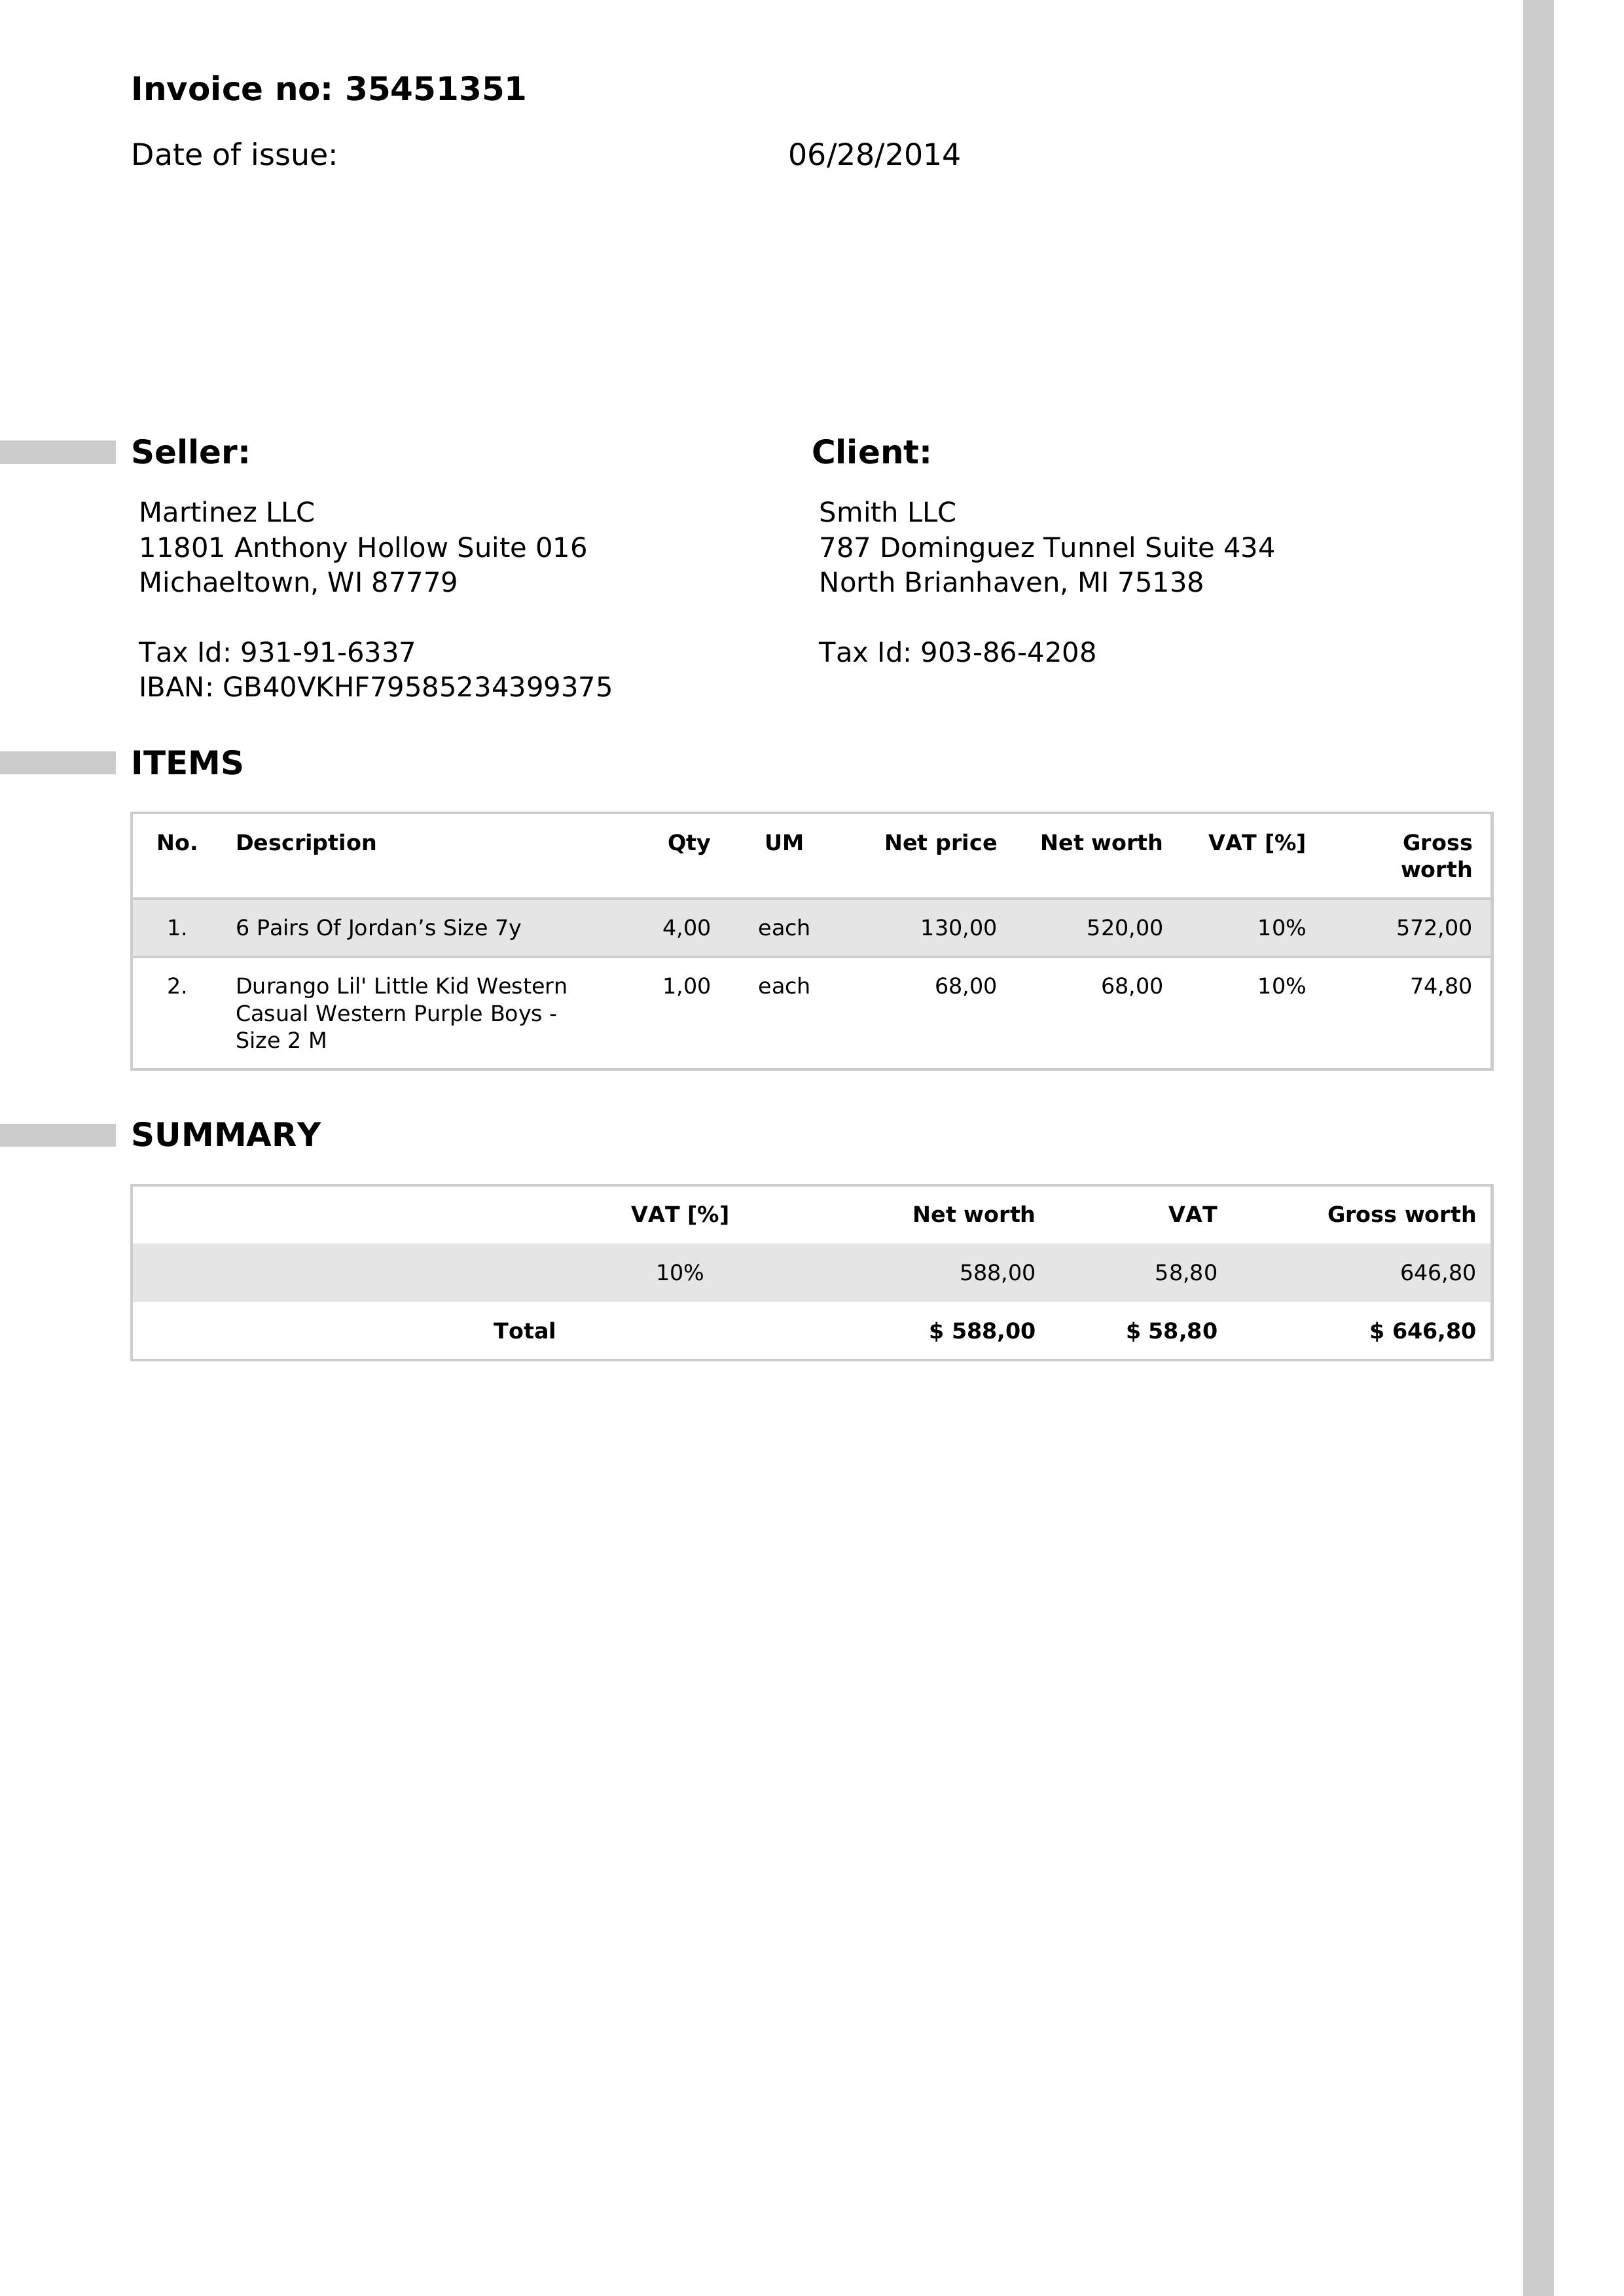 Invoice no: 35451351
Date of issue: 06/28/2014
Seller:
Martinez LLC
11801 Anthony Hollow Suite 016
Michaeltown, WI 87779
Tax Id: 931-91-6337
IBAN: GB40VKHF79585234399375
Client:
Smith LLC
787 Dominguez Tunnel Suite 434
North Brianhaven, MI 75138
Tax Id: 903-86-4208
ITEMS
No. Description Qty UM Net price Net worth VAT [%] Gross
worth
1. 6 Pairs Of Jordan’s Size 7y 4,00 each 130,00 520,00 10% 572,00
2. Durango Lil' Little Kid Western 1,00 each 68,00 68,00 10% 74,80
Casual Western Purple Boys -
Size 2 M
SUMMARY
VAT [%] Net worth VAT Gross worth
10% 588,00 58,80 646,80
Total $ 588,00 $ 58,80 $ 646,80